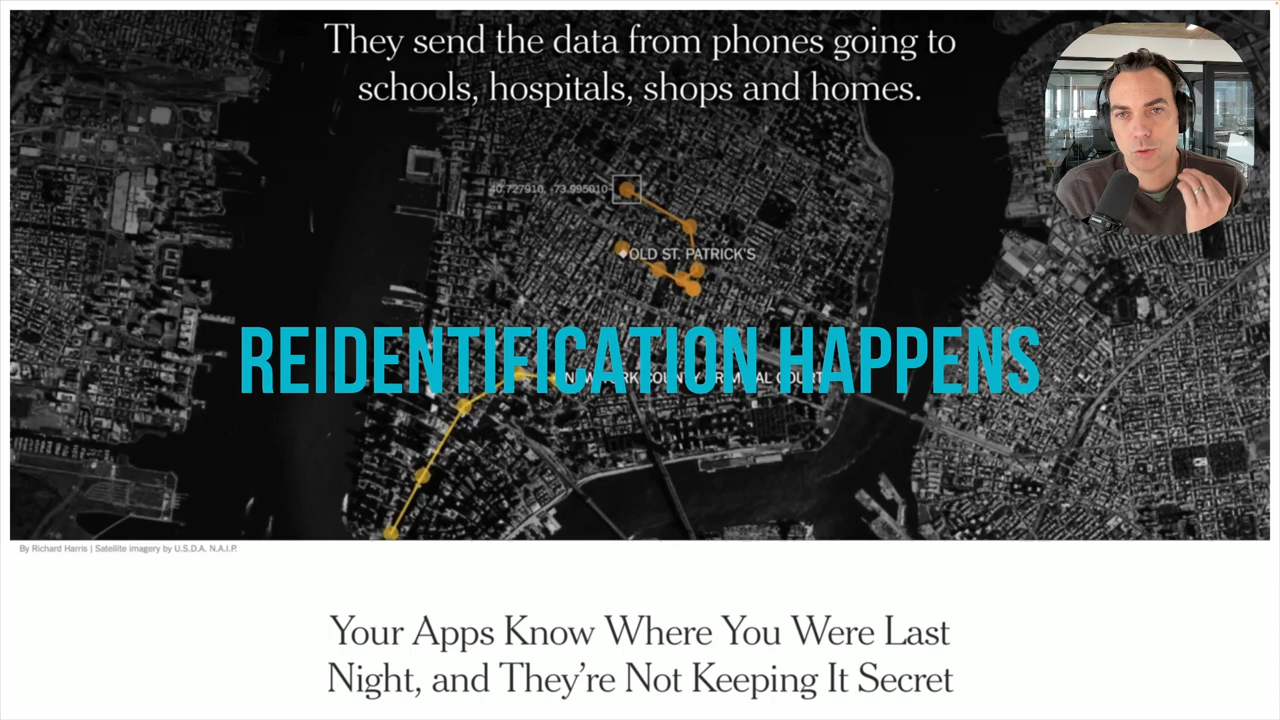 They send the data from phones going to
schools, hospitals, shops and homes.
40.727910, -73.995010
OLD ST. PATRICK'S
REIDENTIFICATION HAPPENS
By Richard Harris | Satellite imagery by U.S.D.A. N.A.I.P.
Your Apps Know Where You Were Last
Night, and They're Not Keeping It Secret